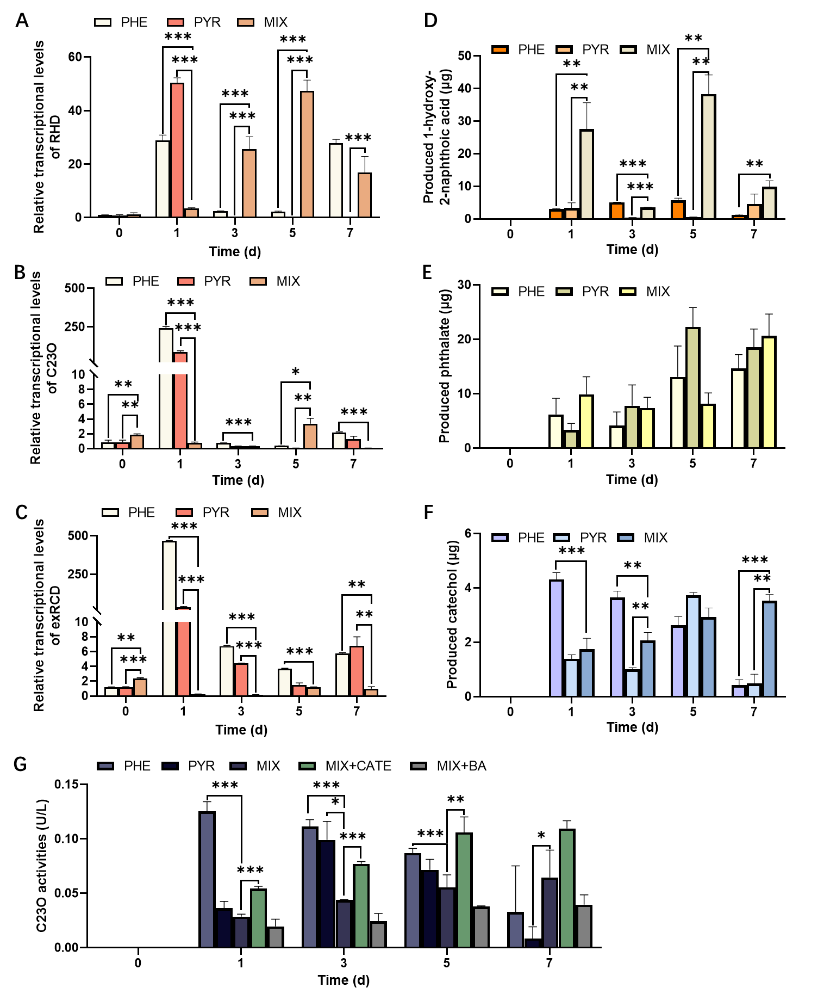 A
PHE PYR MIX
Relative transcriptional levels
of RHD
60
40
20
0
*** *** *** *** *** *** ***
0 1 3 5 7
Time (d)
B
PHE PYR MIX
Relative transcriptional levels
of C23O
500
250
10
8
6
4
2
0
** ** *** *** *** * ** ***
0 1 3 5 7
Time (d)
C
PHE PYR MIX
Relative transcriptional levels
of exRCD
500
250
10
8
6
4
2
0
** *** *** *** *** *** *** ** **
0 1 3 5 7
Time (d)
D
PHE PYR MIX
Produced 1-hydroxy-
2-naphthoic acid (µg)
50
40
30
20
10
0
** ** *** *** ** ** **
0 1 3 5 7
Time (d)
E
PHE PYR MIX
Produced phthalate (µg)
30
20
10
0
0 1 3 5 7
Time (d)
F
PHE PYR MIX
Produced catechol (µg)
6
4
2
0
*** ** ** *** **
0 1 3 5 7
Time (d)
G
PHE PYR MIX MIX+CATE MIX+BA
C23O activities (U/L)
0.15
0.10
0.05
0.00
*** *** *** * *** *** ** *
0 1 3 5 7
Time (d)